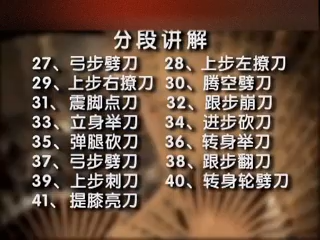 分段讲解
27、弓步劈刀 28、上步左撩刀
29、上步右撩刀 30、腾空劈刀
31、震脚点刀 32、跟步崩刀
33、立身举刀 34、进步砍刀
35、弹腿砍刀 36、转身举刀
37、弓步劈刀 38、跟步翻刀
39、上步刺刀 40、转身轮劈刀
41、提膝亮刀